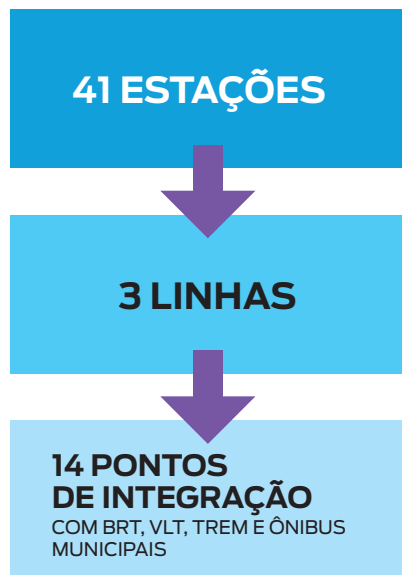 41 ESTAÇÕES
3 LINHAS
14 PONTOS
DE INTEGRAÇÃO
COM BRT, VLT, TREM E ÔNIBUS
MUNICIPAIS